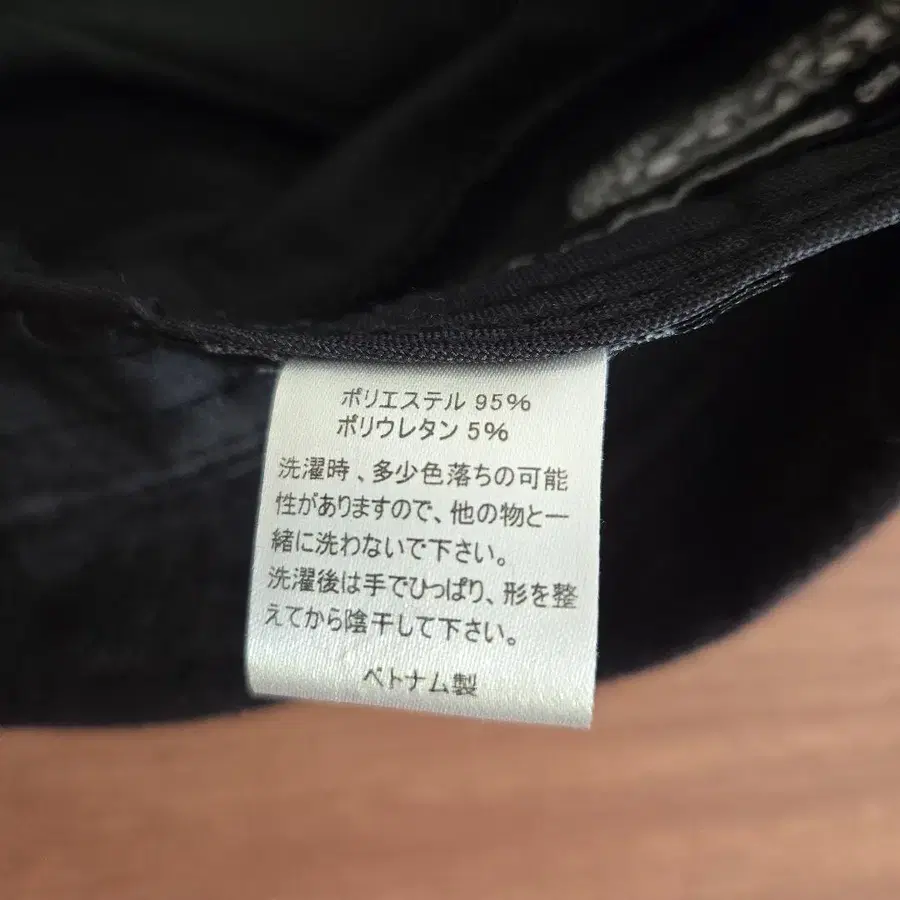 ポリエステル 95%
ポリウレタン 5%
洗濯時、多少色落ちの可能
性がありますので、他の物と一
緒に洗わないで下さい。
洗濯後は手でひっぱり、形を整
えてから陰干して下さい。
ベトナム製